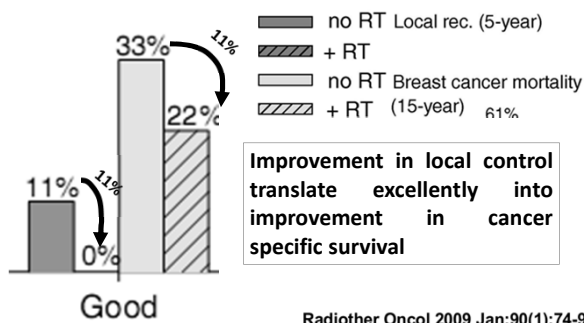 no RT Local rec. (5-year)
+ RT
no RT Breast cancer mortality
+ RT (15-year) 61%
33%
11%
22%
11%
11%
0%
Good
Improvement in local control
translate excellently into
improvement in cancer
specific survival
Radiother Oncol 2009 Jan;90(1):74-9